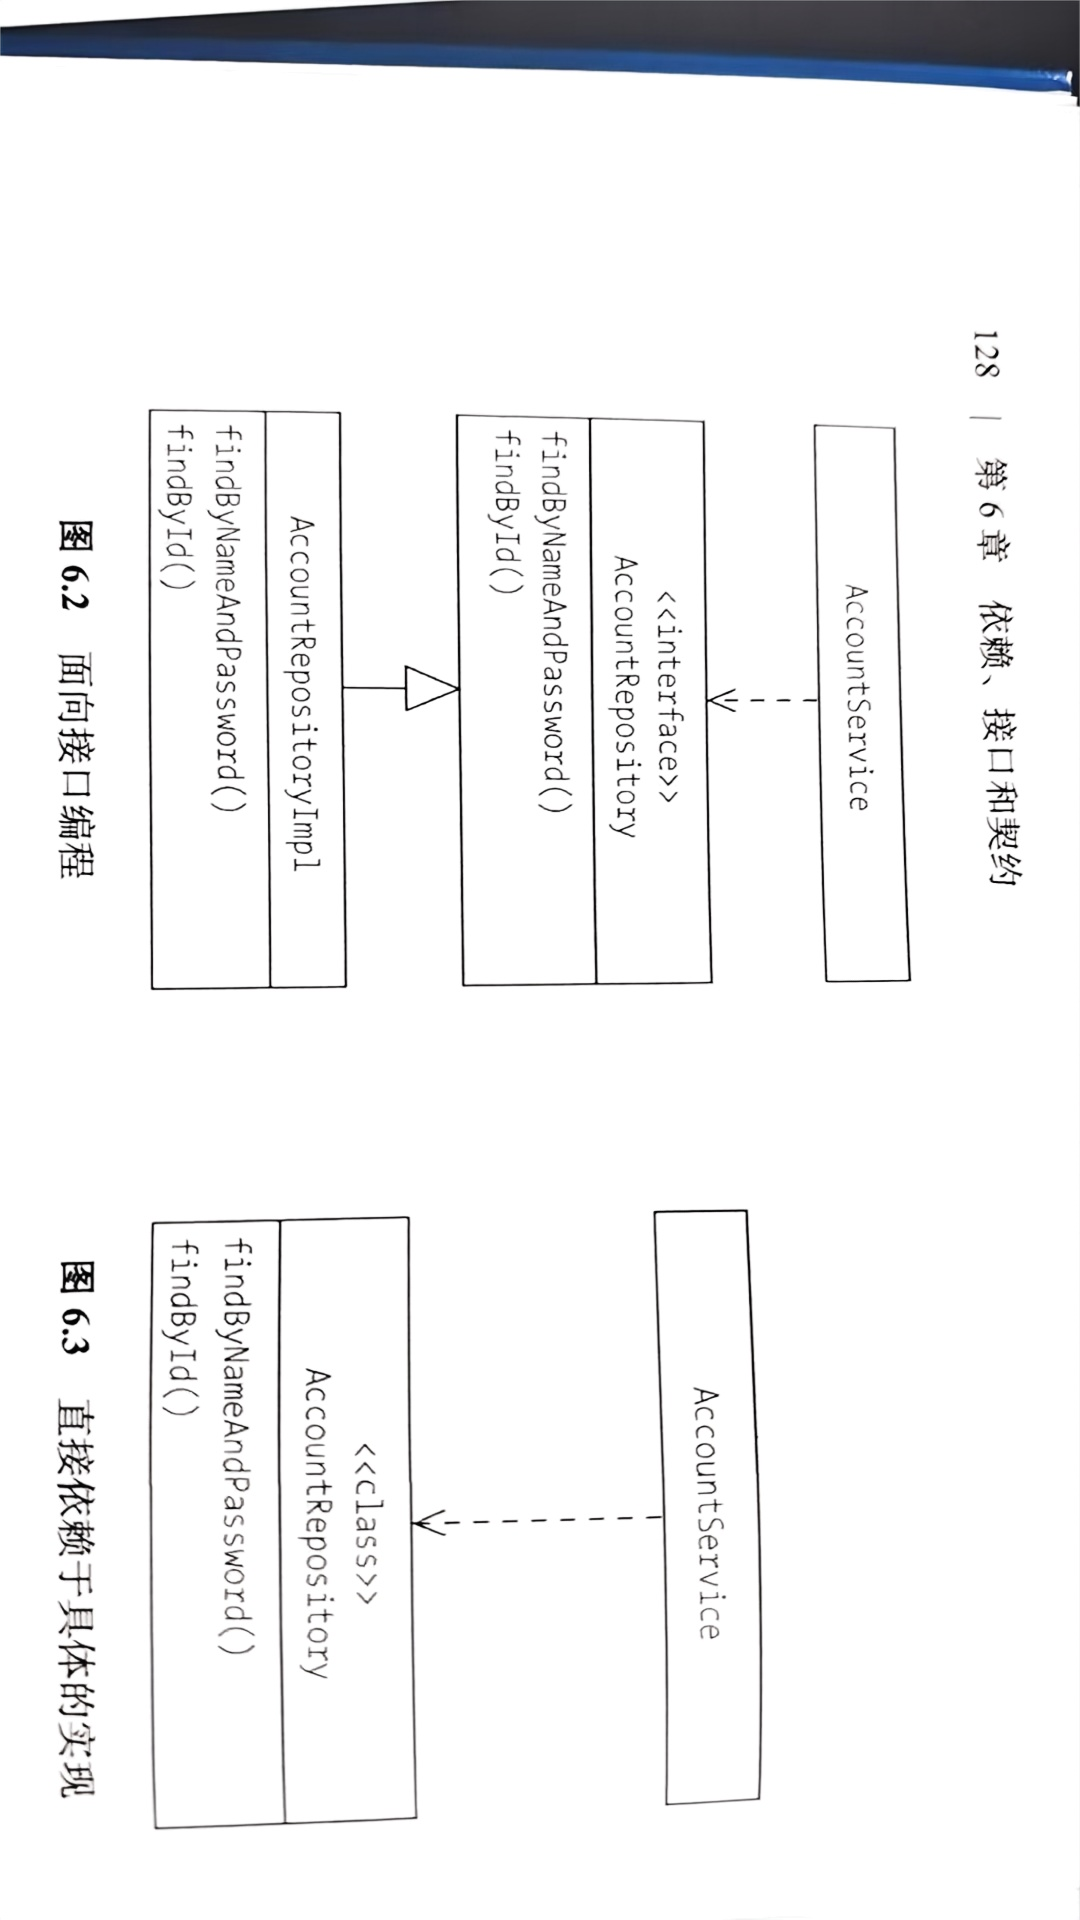 128 | 第 6 章 依赖、接口和契约
AccountService
<<interface>>
AccountRepository
findByNameAndPassword()
findById()
AccountRepositoryImpl
findByNameAndPassword()
findById()
图 6.2 面向接口编程
AccountService
<<class>>
AccountRepository
findByNameAndPassword()
findById()
图 6.3 直接依赖于具体的实现